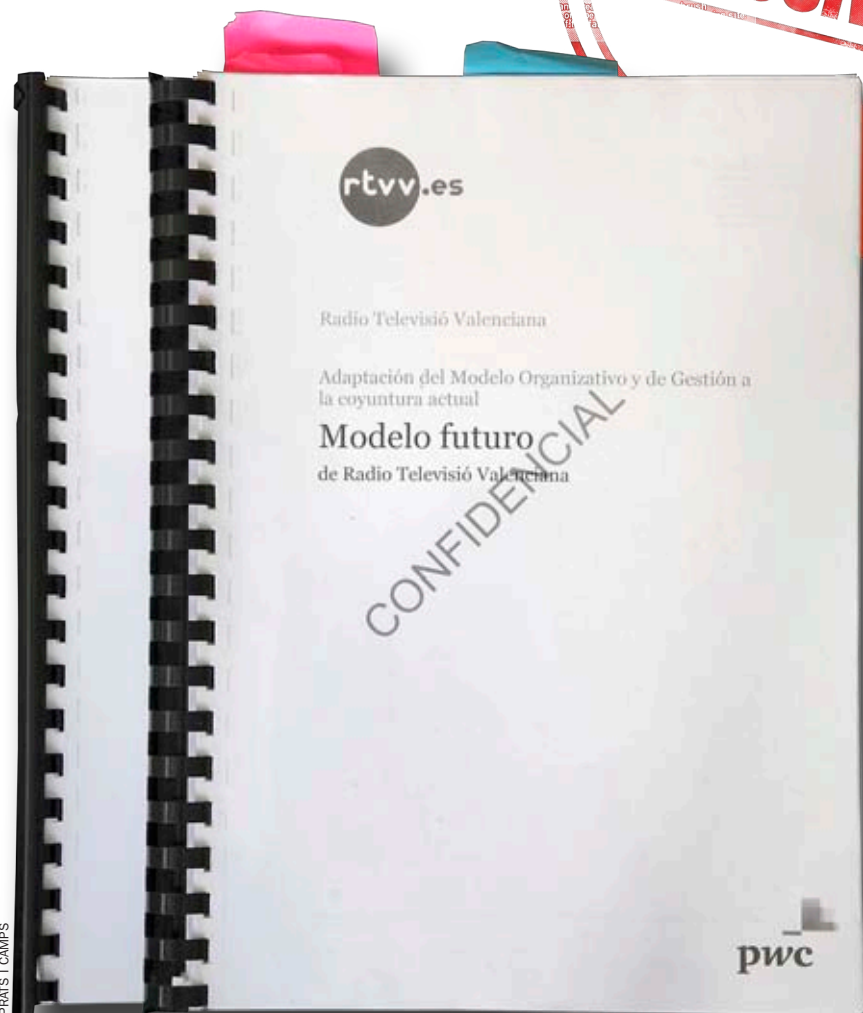 rtvv.es
Radio Televisió Valenciana
Adaptación del Modelo Organizativo y de Gestión a
la coyuntura actual
Modelo futuro
de Radio Televisió Valenciana
CONFIDENCIAL
pwc
PRATS I CAMPS